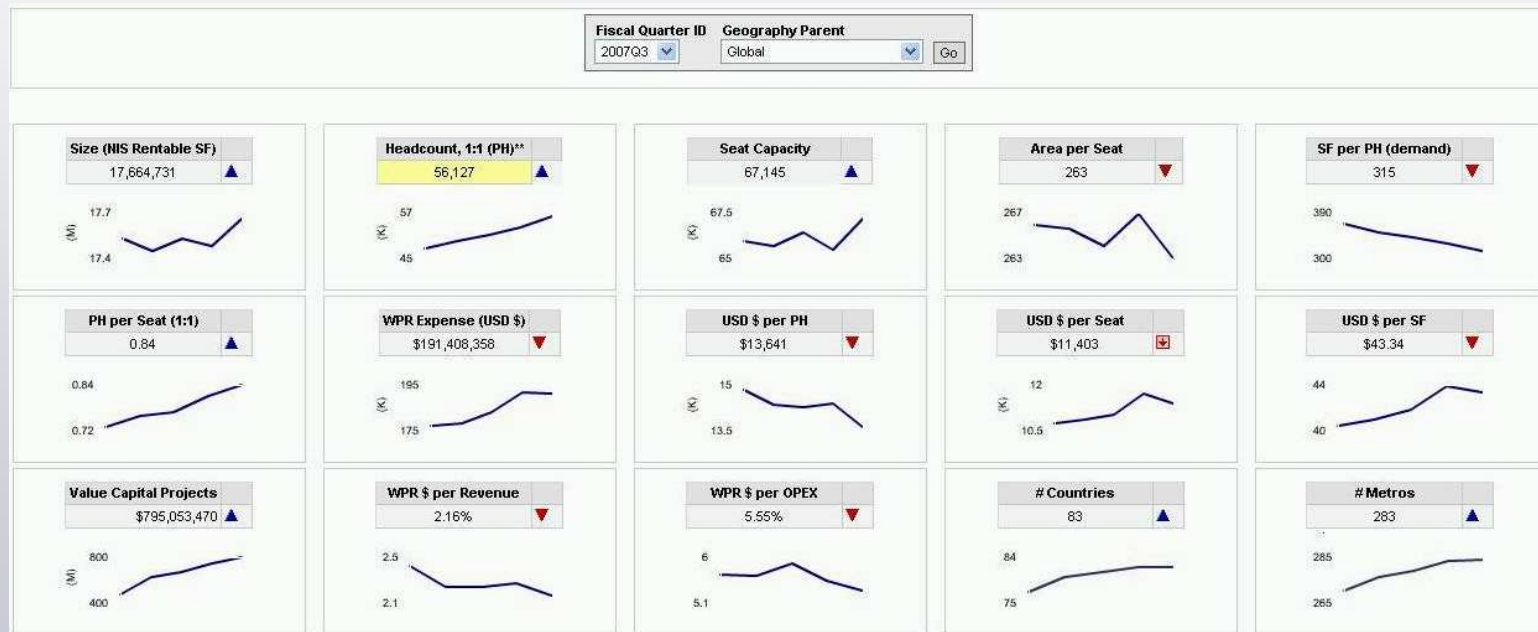 Fiscal Quarter ID Geography Parent
2007Q3 Global Go
Size (NIS Rentable SF)
17,664,731
17.7
(M)
17.4
Headcount, 1:1 (PH)**
56,127
57
(K)
45
Seat Capacity
67,145
67.5
(K)
65
Area per Seat
263
267
263
SF per PH (demand)
315
390
300
PH per Seat (1:1)
0.84
0.84
0.72
WPR Expense (USD $)
$191,408,358
195
(K)
175
USD $ per PH
$13,641
15
(K)
13.5
USD $ per Seat
$11,403
12
(K)
10.5
USD $ per SF
$43.34
44
40
Value Capital Projects
$795,053,470
800
(M)
400
WPR $ per Revenue
2.16%
2.5
2.1
WPR $ per OPEX
5.55%
6
5.1
# Countries
83
84
75
# Metros
283
285
265